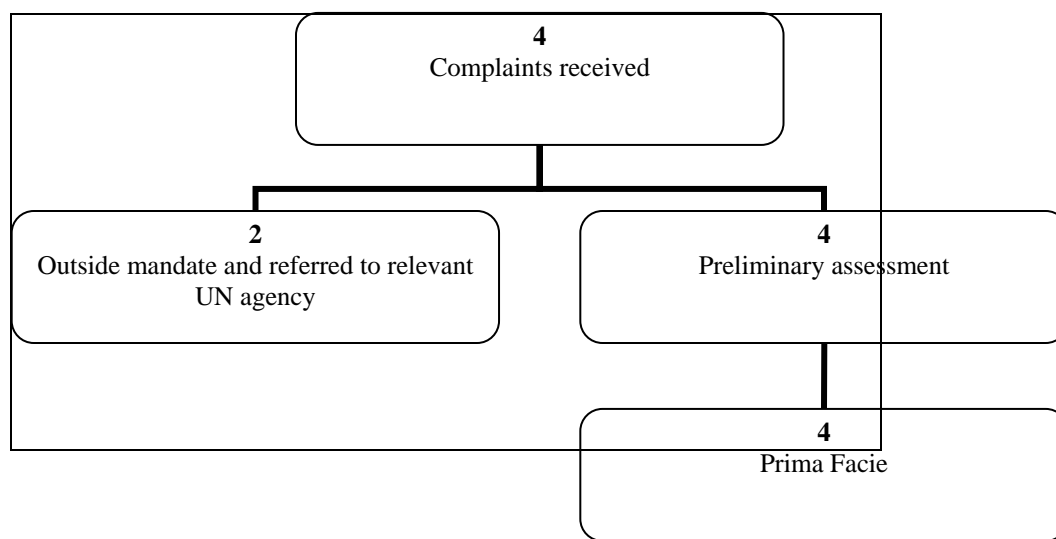 4
Complaints received
2
Outside mandate and referred to relevant
UN agency
4
Preliminary assessment
4
Prima Facie